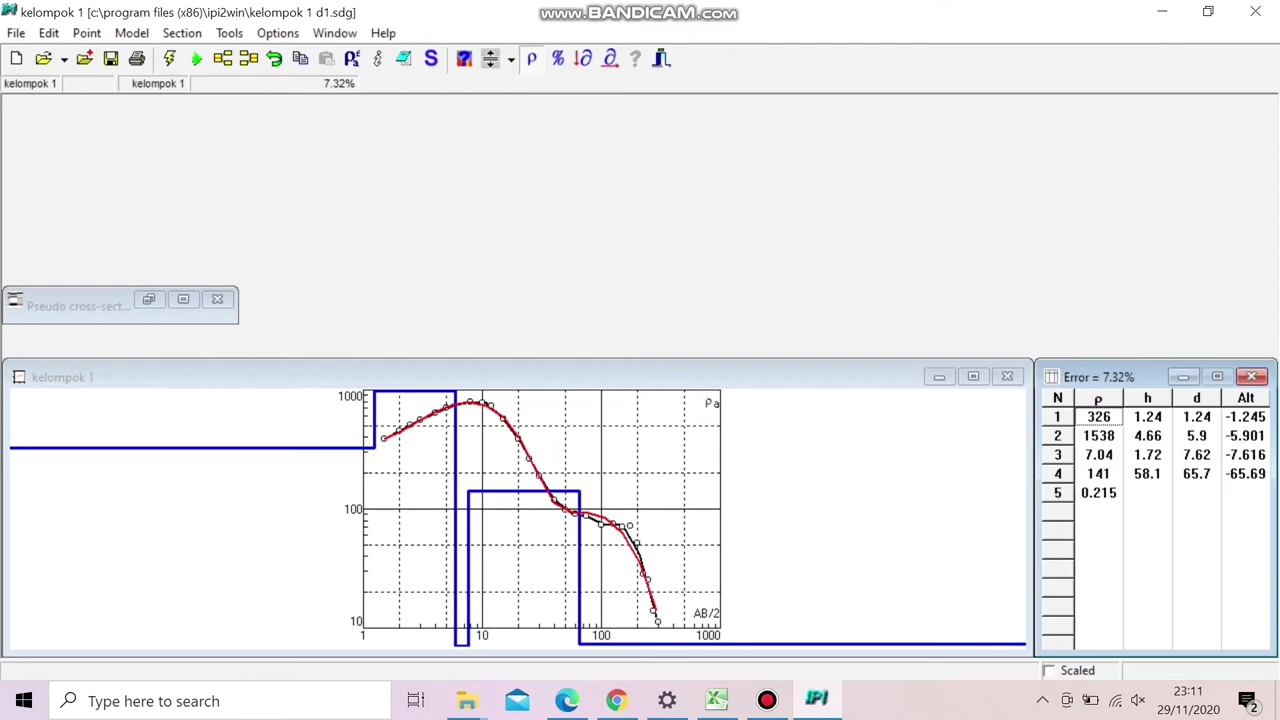 kelompok 1 [c:\program files (x86)\ipi2win\kelompok 1 d1.sdg]
www.BANDICAM.com
File Edit Point Model Section Tools Options Window Help
kelompok 1 kelompok 1 7.32%
Pseudo cross-sect...
kelompok 1
Error = 7.32%
N ρ h d Alt
1 326 1.24 1.24 -1.245
2 1538 4.66 5.9 -5.901
3 7.04 1.72 7.62 -7.616
4 141 58.1 65.7 -65.69
5 0.215
1000
ρa
100
10
AB/2
1 10 100 1000
Scaled
Type here to search
IPI
23:11
29/11/2020
2